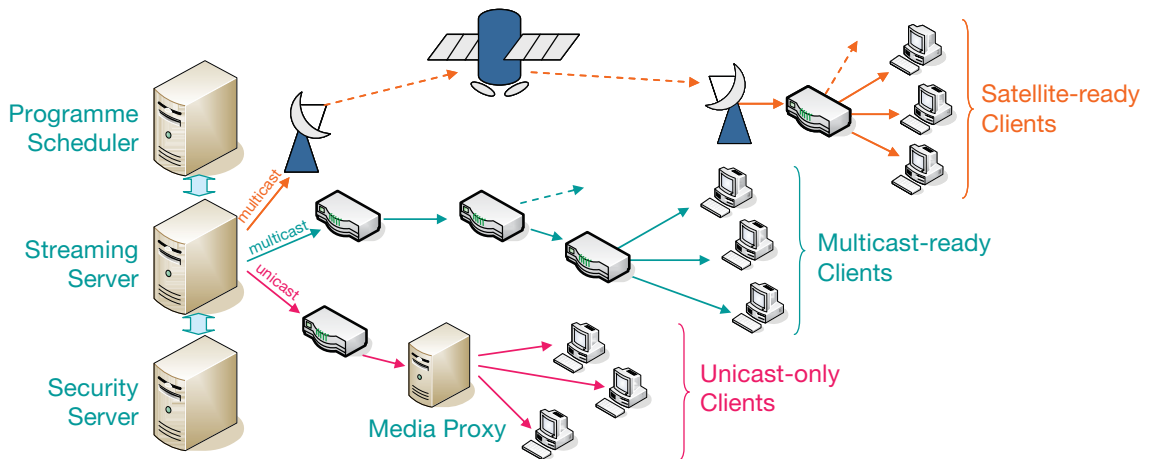 Programme
Scheduler
Satellite-ready
Clients
multicast
multicast
unicast
Streaming
Server
Multicast-ready
Clients
Security
Server
Media Proxy
Unicast-only
Clients